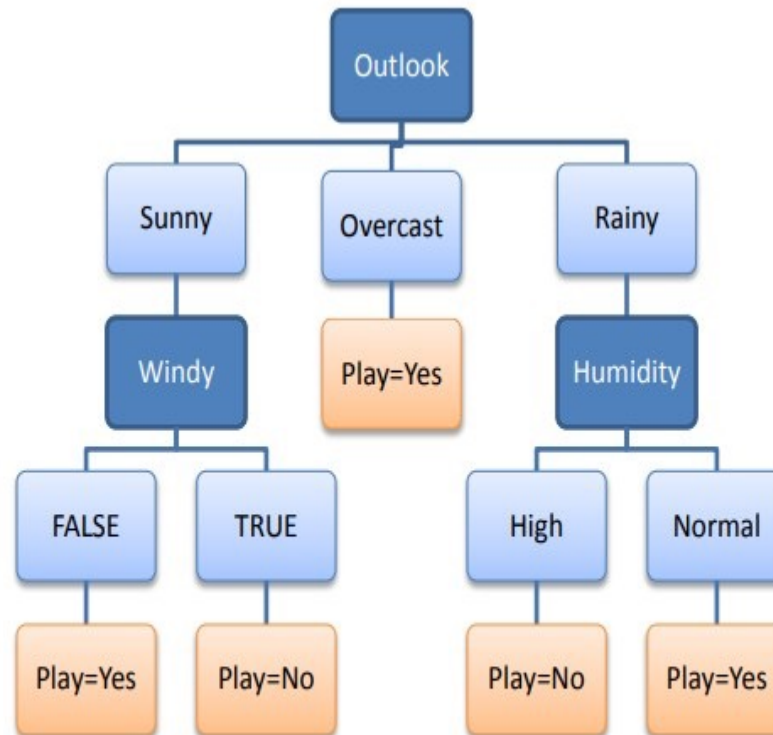 Outlook
Sunny
Overcast
Rainy
Windy
Play=Yes
Humidity
FALSE
TRUE
High
Normal
Play=Yes
Play=No
Play=No
Play=Yes